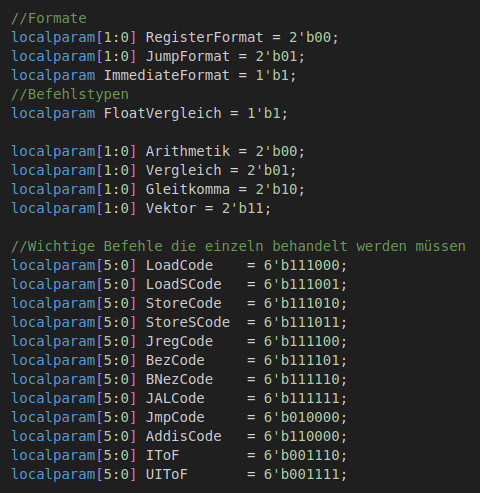 //Formate
localparam[1:0] RegisterFormat = 2'b00;
localparam[1:0] JumpFormat = 2'b01;
localparam ImmediateFormat = 1'b1;
//Befehlstypen
localparam FloatVergleich = 1'b1;

localparam[1:0] Arithmetik = 2'b00;
localparam[1:0] Vergleich = 2'b01;
localparam[1:0] Gleitkomma = 2'b10;
localparam[1:0] Vektor = 2'b11;

//Wichtige Befehle die einzeln behandelt werden müssen
localparam[5:0] LoadCode    = 6'b111000;
localparam[5:0] LoadSCode   = 6'b111001;
localparam[5:0] StoreCode   = 6'b111010;
localparam[5:0] StoreSCode  = 6'b111011;
localparam[5:0] JregCode    = 6'b111100;
localparam[5:0] BezCode     = 6'b111101;
localparam[5:0] BNezCode    = 6'b111110;
localparam[5:0] JALCode     = 6'b111111;
localparam[5:0] JmpCode     = 6'b010000;
localparam[5:0] AddisCode   = 6'b110000;
localparam[5:0] IToF        = 6'b001110;
localparam[5:0] UIToF       = 6'b001111;